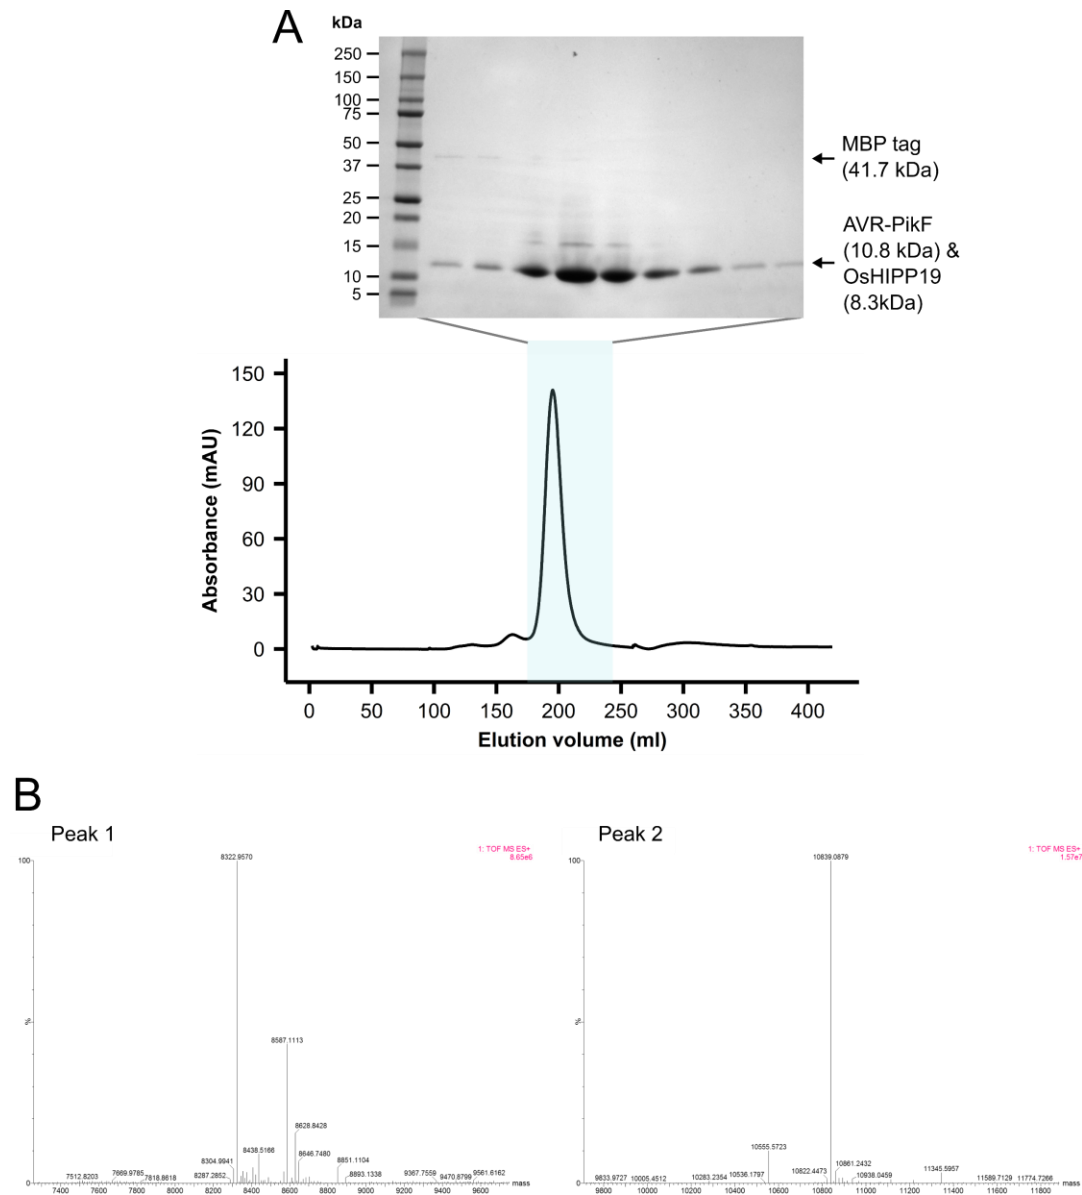 A
kDa
250
150
100
75
50
37
25
20
15
10
5
MBP tag
(41.7 kDa)
AVR-PikF
(10.8 kDa) &
OsHIPP19
(8.3kDa)
150
120
90
60
30
0
Absorbance (mAU)
0 50 100 150 200 250 300 350 400
Elution volume (ml)
B
Peak 1
1: TOF MS ES+
8.65e6
100
%
0
8322.9570
8587.1113
8628.8428
8646.7480
8438.5166
8304.9941
8287.2852
7512.8203
7669.9785
7818.8618
8851.1104
8893.1338
9367.7559
9470.8799
9561.6162
mass
7400 7600 7800 8000 8200 8400 8600 8800 9000 9200 9400 9600
Peak 2
1: TOF MS ES+
1.57e7
100
%
0
10839.0879
10555.5723
10822.4473
10861.2432
10938.0459
11345.5957
9833.9727
10005.4512
10283.2354
10536.1797
11589.7129
11774.7266
mass
9800 10000 10200 10400 10600 10800 11000 11200 11400 11600 11800